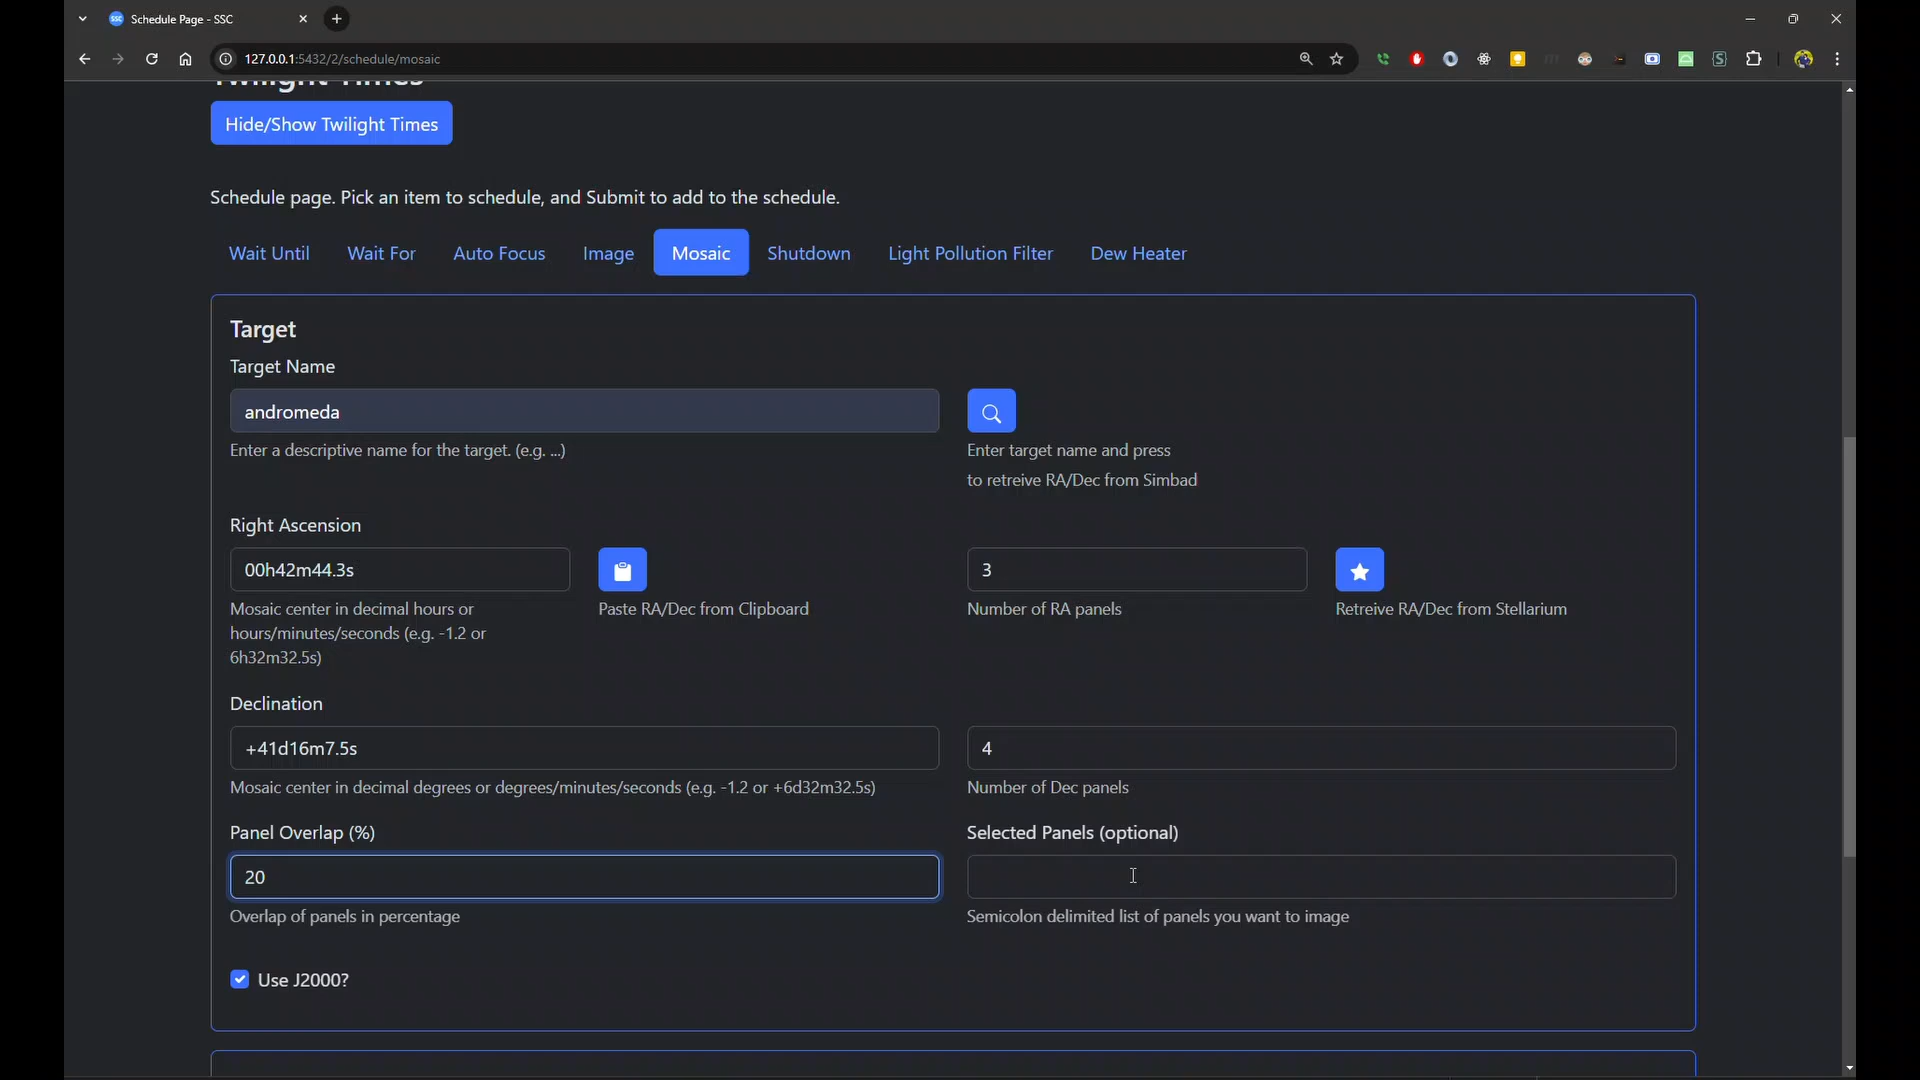 Schedule Page - SSC
127.0.0.1:5432/2/schedule/mosaic
Twilight Times
Hide/Show Twilight Times
Schedule page. Pick an item to schedule, and Submit to add to the schedule.
Wait Until Wait For Auto Focus Image Mosaic Shutdown Light Pollution Filter Dew Heater
Target
Target Name
andromeda
Enter a descriptive name for the target. (e.g. ...)
Enter target name and press
to retreive RA/Dec from Simbad
Right Ascension
00h42m44.3s
3
Mosaic center in decimal hours or
hours/minutes/seconds (e.g. -1.2 or
6h32m32.5s)
Paste RA/Dec from Clipboard
Number of RA panels
Retreive RA/Dec from Stellarium
Declination
+41d16m7.5s
4
Mosaic center in decimal degrees or degrees/minutes/seconds (e.g. -1.2 or +6d32m32.5s)
Number of Dec panels
Panel Overlap (%)
Selected Panels (optional)
20
Overlap of panels in percentage
Semicolon delimited list of panels you want to image
Use J2000?